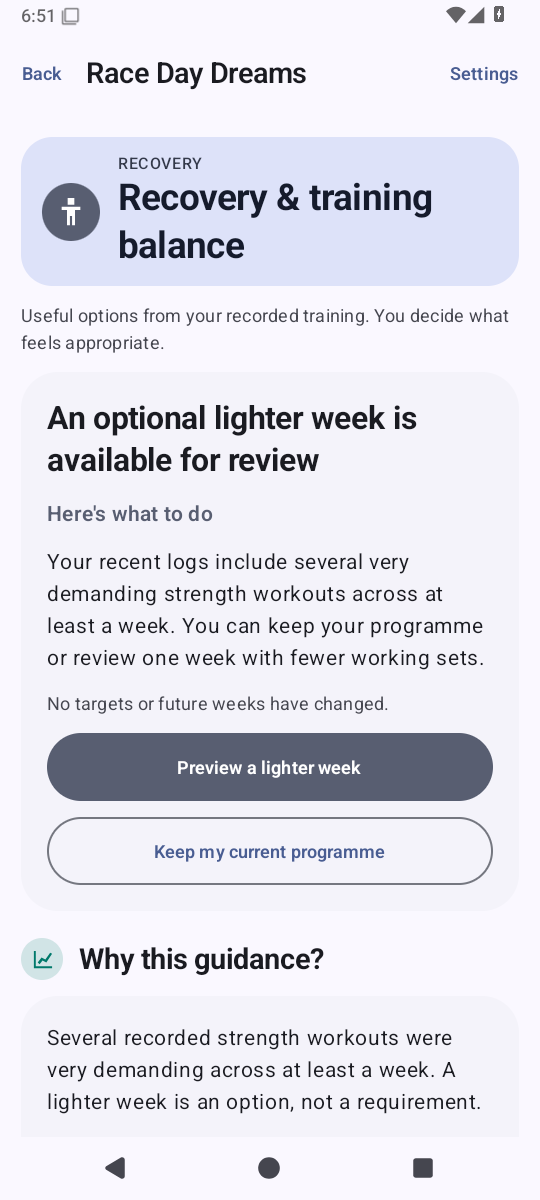 6:51
Back
Race Day Dreams
Settings
RECOVERY
Recovery & training
balance
Useful options from your recorded training. You decide what
feels appropriate.
An optional lighter week is
available for review
Here's what to do
Your recent logs include several very
demanding strength workouts across at
least a week. You can keep your programme
or review one week with fewer working sets.
No targets or future weeks have changed.
Preview a lighter week
Keep my current programme
Why this guidance?
Several recorded strength workouts were
very demanding across at least a week. A
lighter week is an option, not a requirement.